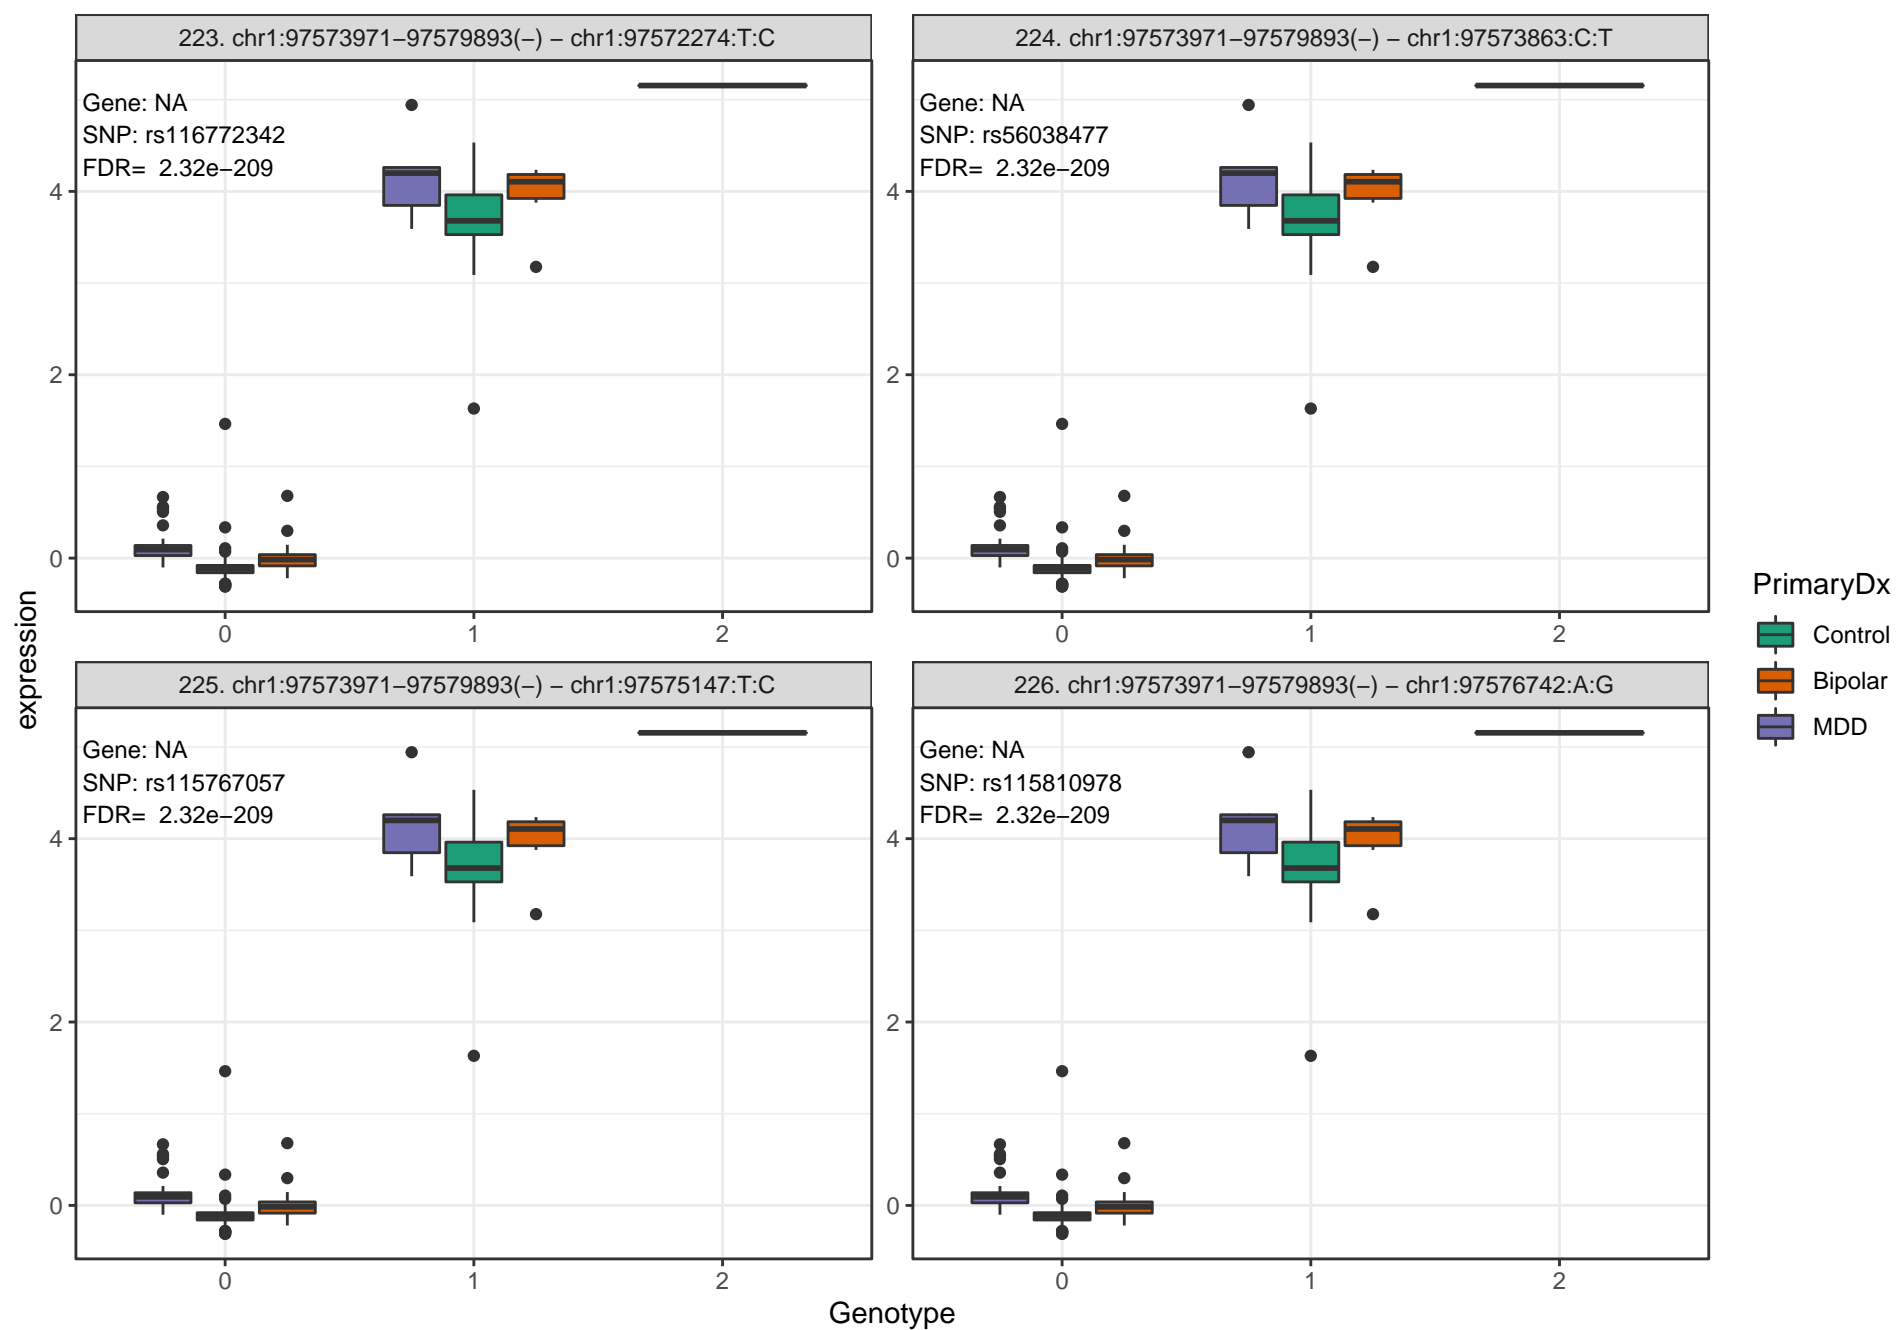 223. chr1:97573971−97579893(−) − chr1:97572274:T:C
224. chr1:97573971−97579893(−) − chr1:97573863:C:T
Gene: NA
SNP: rs116772342
FDR=  2.32e−209
Gene: NA
SNP: rs56038477
FDR=  2.32e−209
4
2
0
4
2
0
0 1 2
0 1 2
225. chr1:97573971−97579893(−) − chr1:97575147:T:C
226. chr1:97573971−97579893(−) − chr1:97576742:A:G
Gene: NA
SNP: rs115767057
FDR=  2.32e−209
Gene: NA
SNP: rs115810978
FDR=  2.32e−209
4
2
0
4
2
0
0 1 2
0 1 2
expression
Genotype
PrimaryDx
Control
Bipolar
MDD